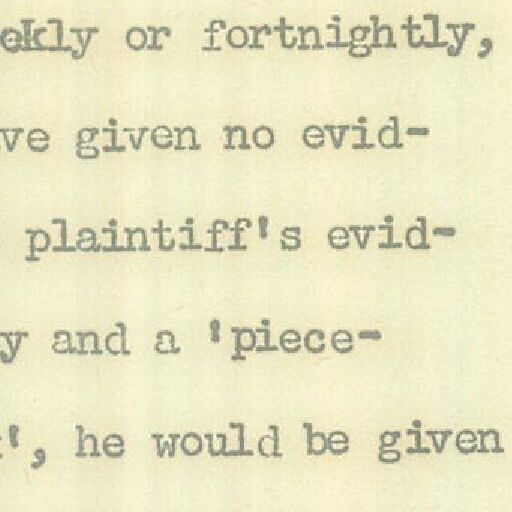 ekly or fortnightly,
ve given no evid-
plaintiff's evid-
y and a 'piece-
', he would be given